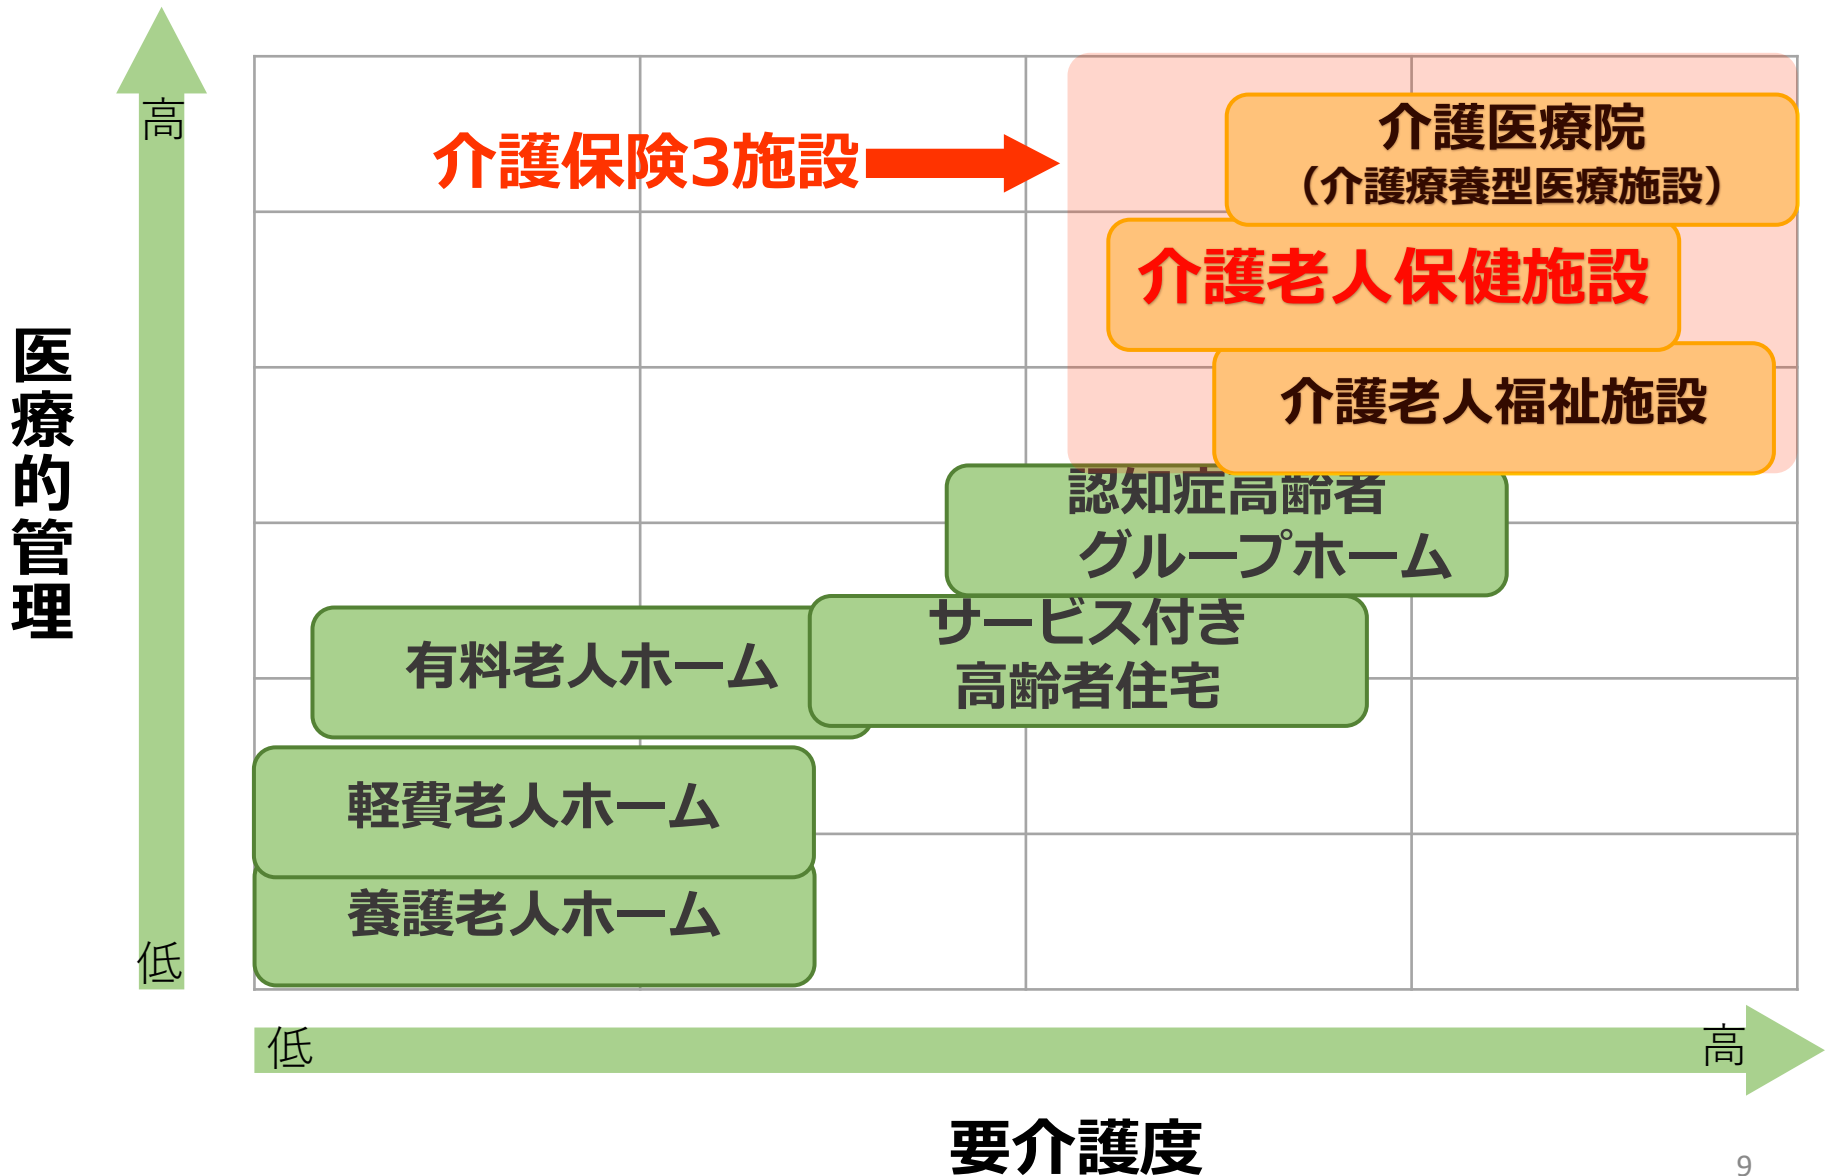 高
介護保険3施設
介護医療院
（介護療養型医療施設）
介護老人保健施設
介護老人福祉施設
医療的管理
認知症高齢者
グループホーム
サービス付き
高齢者住宅
有料老人ホーム
軽費老人ホーム
養護老人ホーム
低
低
高
要介護度
9